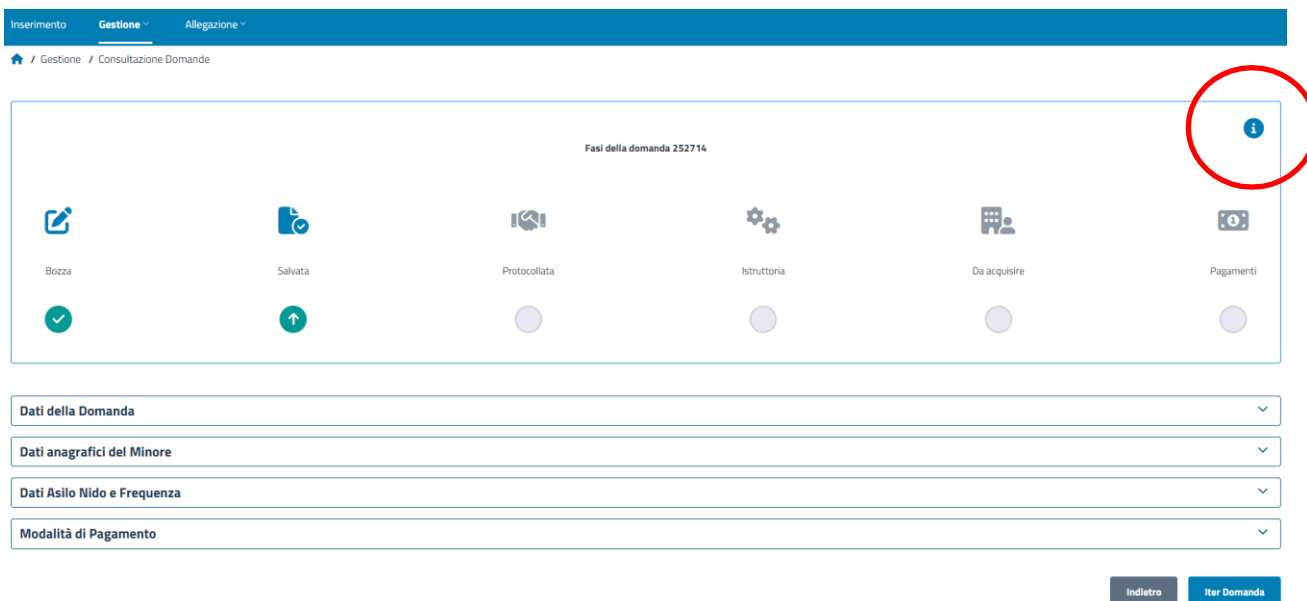 Inserimento Gestione Allegazione
/ Gestione / Consultazione Domande
Fasi della domanda 252714
Bozza Salvata Protocollata Istruttoria Da acquisire Pagamenti
Dati della Domanda
Dati anagrafici del Minore
Dati Asilo Nido e Frequenza
Modalità di Pagamento
Indietro Iter Domanda